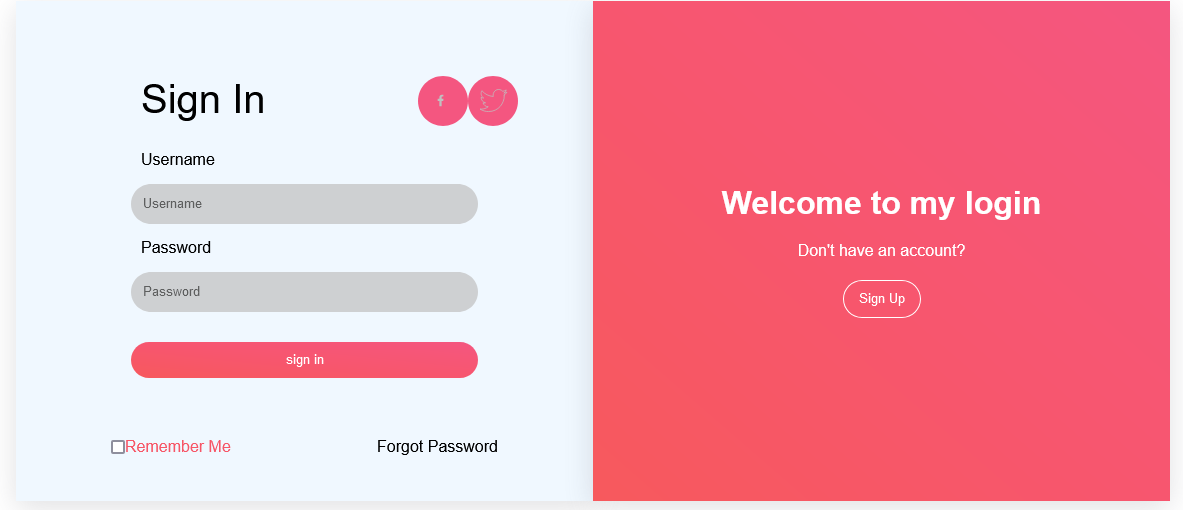 Sign In
f
Username
Username
Password
Password
sign in
Remember Me
Forgot Password
Welcome to my login
Don't have an account?
Sign Up